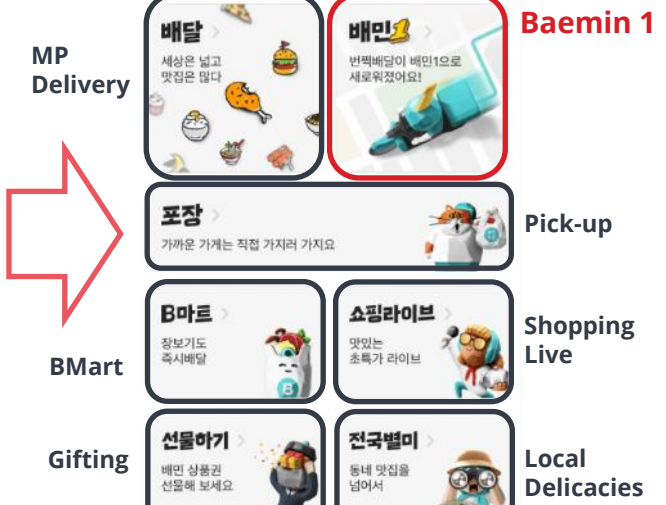 MP
Delivery
배달
세상은 넓고
맛집은 많다
배민1
번쩍배달이 배민1으로
새로워졌어요!
Baemin 1
포장
가까운 가게는 직접 가지러 가지요
Pick-up
BMart
B마트
장보기도
즉시배달
B
쇼핑라이브
맛있는
초특가 라이브
Shopping
Live
Gifting
선물하기
배민 상품권
선물해 보세요
전국별미
동네 맛집을
넘어서
Local
Delicacies